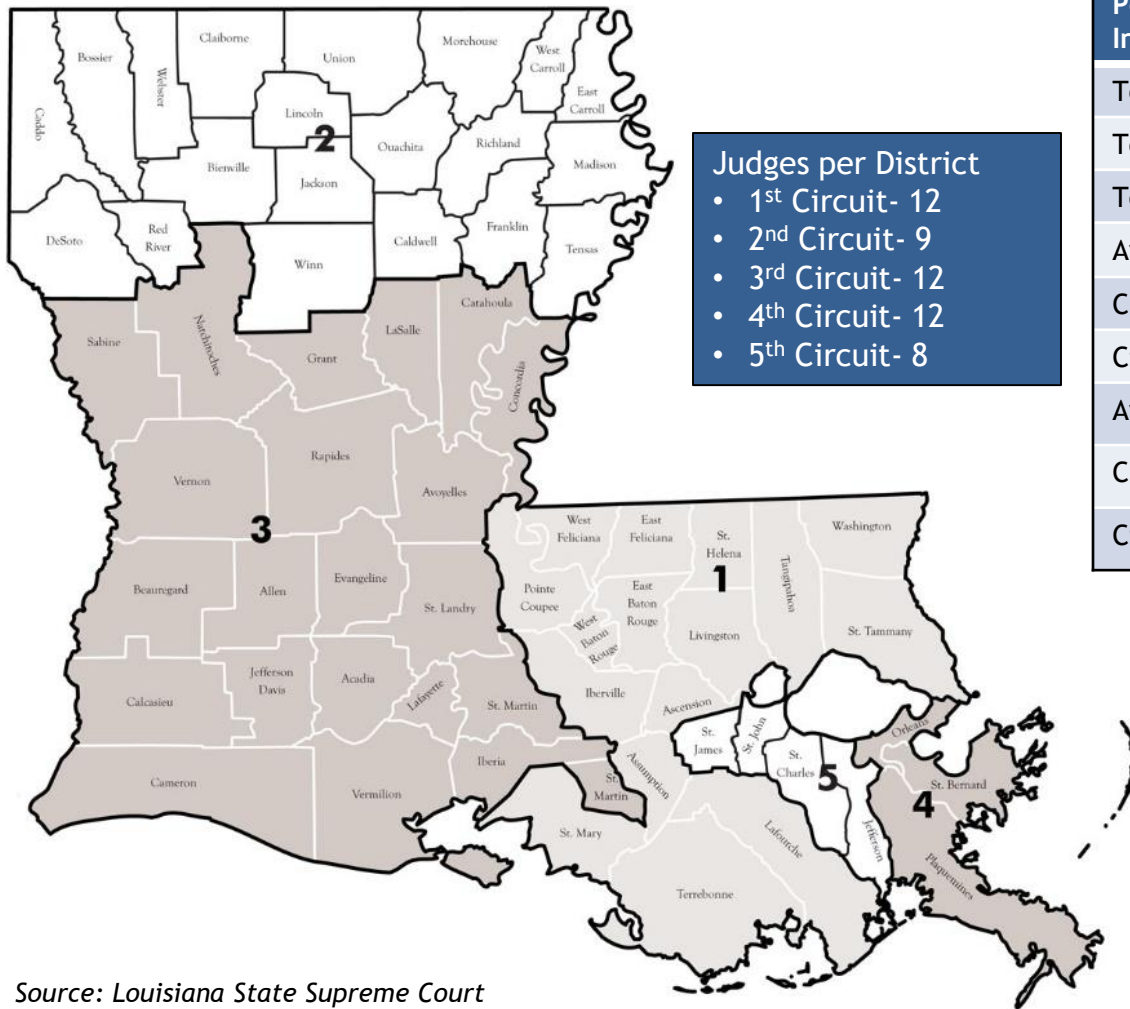 Claiborne
Morehouse
Bossier
Webster
Union
West
Carroll
East
Carroll
Caddo
Lincoln
2
Ouachita
Richland
Madison
Bienville
Jackson
DeSoto
Red
River
Winn
Caldwell
Franklin
Tensas
Judges per District
• 1st Circuit- 12
• 2nd Circuit- 9
• 3rd Circuit- 12
• 4th Circuit- 12
• 5th Circuit- 8
Sabine
Natchitoches
Grant
LaSalle
Catahoula
Concordia
Vernon
Rapides
Avoyelles
3
Beauregard
Allen
Evangeline
St. Landry
Calcasieu
Jefferson
Davis
Acadia
Lafayette
St. Martin
Cameron
Vermilion
Iberia
St.
Martin
West
Feliciana
East
Feliciana
St.
Helena
1
Tangipahoa
Washington
Pointe
Coupee
West
Baton
Rouge
East
Baton
Rouge
Livingston
St. Tammany
Iberville
Ascension
St.
James
St. John
St.
Charles
5
Jefferson
Orleans
St. Bernard
4
Plaquemines
Assumption
St. Mary
Lafourche
Terrebonne
Source: Louisiana State Supreme Court